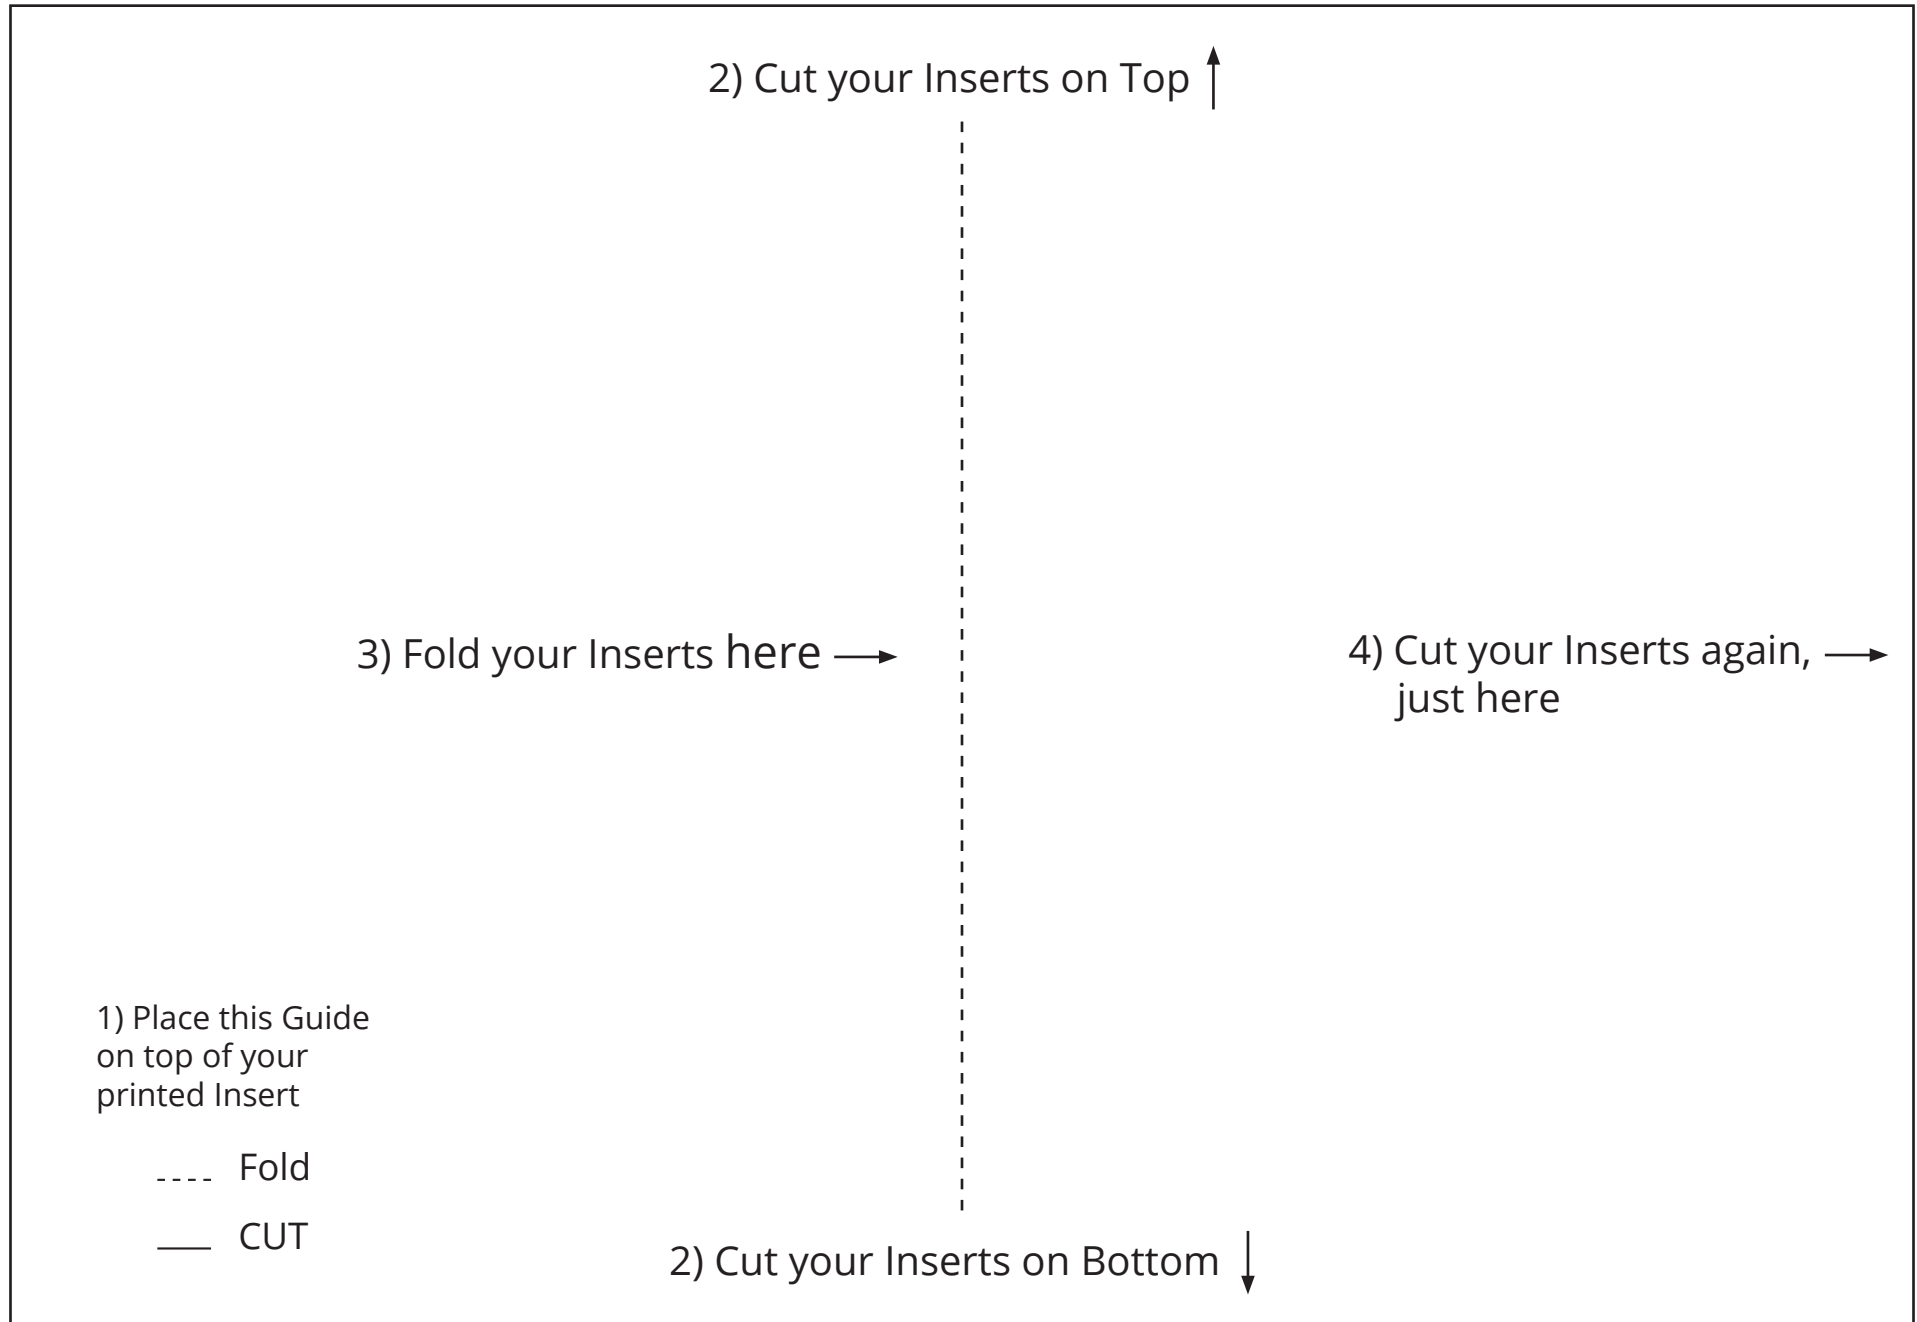 2) Cut your Inserts on Top
3) Fold your Inserts here
4) Cut your Inserts again,
just here
1) Place this Guide
on top of your
printed Insert
Fold
CUT
2) Cut your Inserts on Bottom